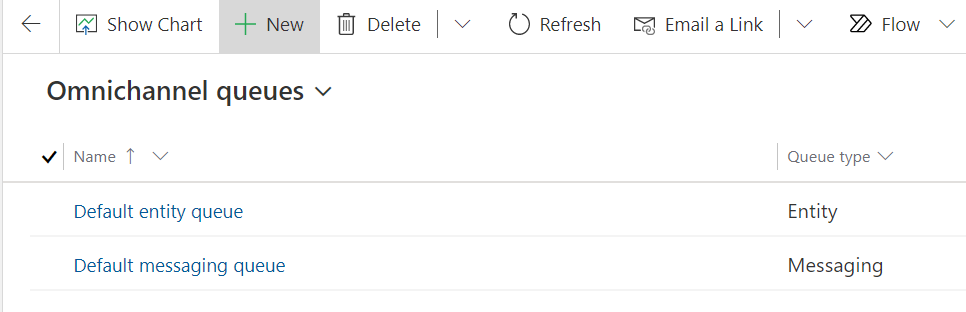 Show Chart New Delete Refresh Email a Link Flow
Omnichannel queues
Name Queue type
Default entity queue Entity
Default messaging queue Messaging